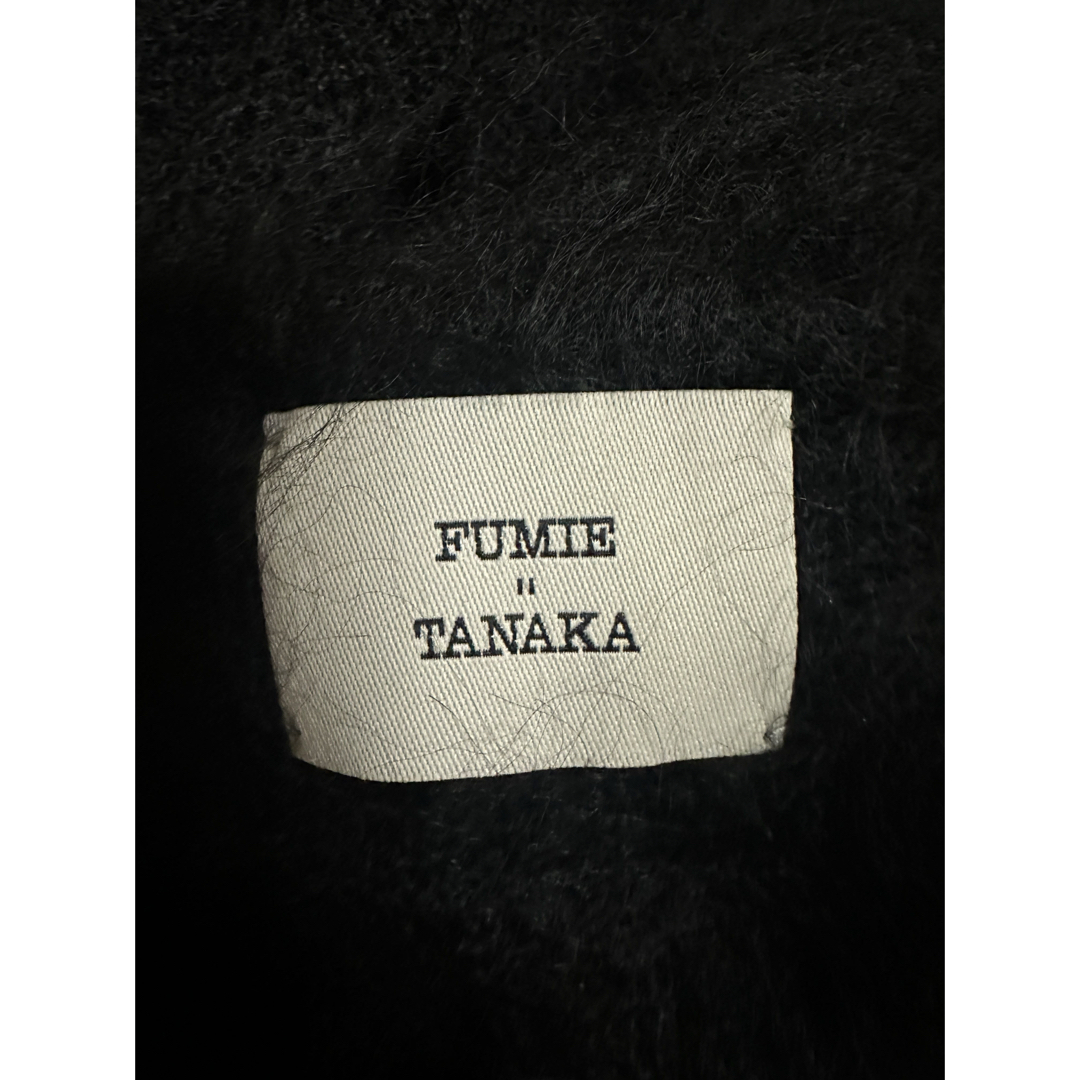 FUMIE
"
TANAKA